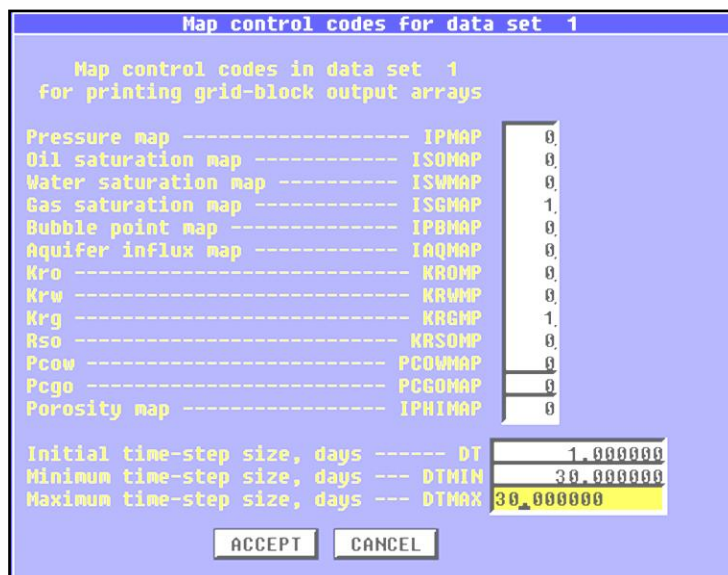 Map control codes for data set 1
Map control codes in data set 1
for printing grid-block output arrays
Pressure map ------------------- IPMAP 0.
Oil saturation map ------------ ISOMAP 0.
Water saturation map ---------- ISWMAP 0.
Gas saturation map ------------ ISGMAP 1.
Bubble point map -------------- IPBMAP 0.
Aquifer influx map ------------ IAQMAP 0.
Kro ---------------------------- KROMP 0.
Krw ---------------------------- KRWMP 0.
Krg ---------------------------- KRGMP 1.
Rso ---------------------------- KRSOMP 0.
Pcow ------------------------- PCOWMAP 0
Pcgo ------------------------- PCGOMAP 0
Porosity map ----------------- IPHIMAP 0
Initial time-step size, days ------ DT 1.000000
Minimum time-step size, days --- DTMIN 30.000000
Maximum time-step size, days --- DTMAX 30.000000
ACCEPT CANCEL